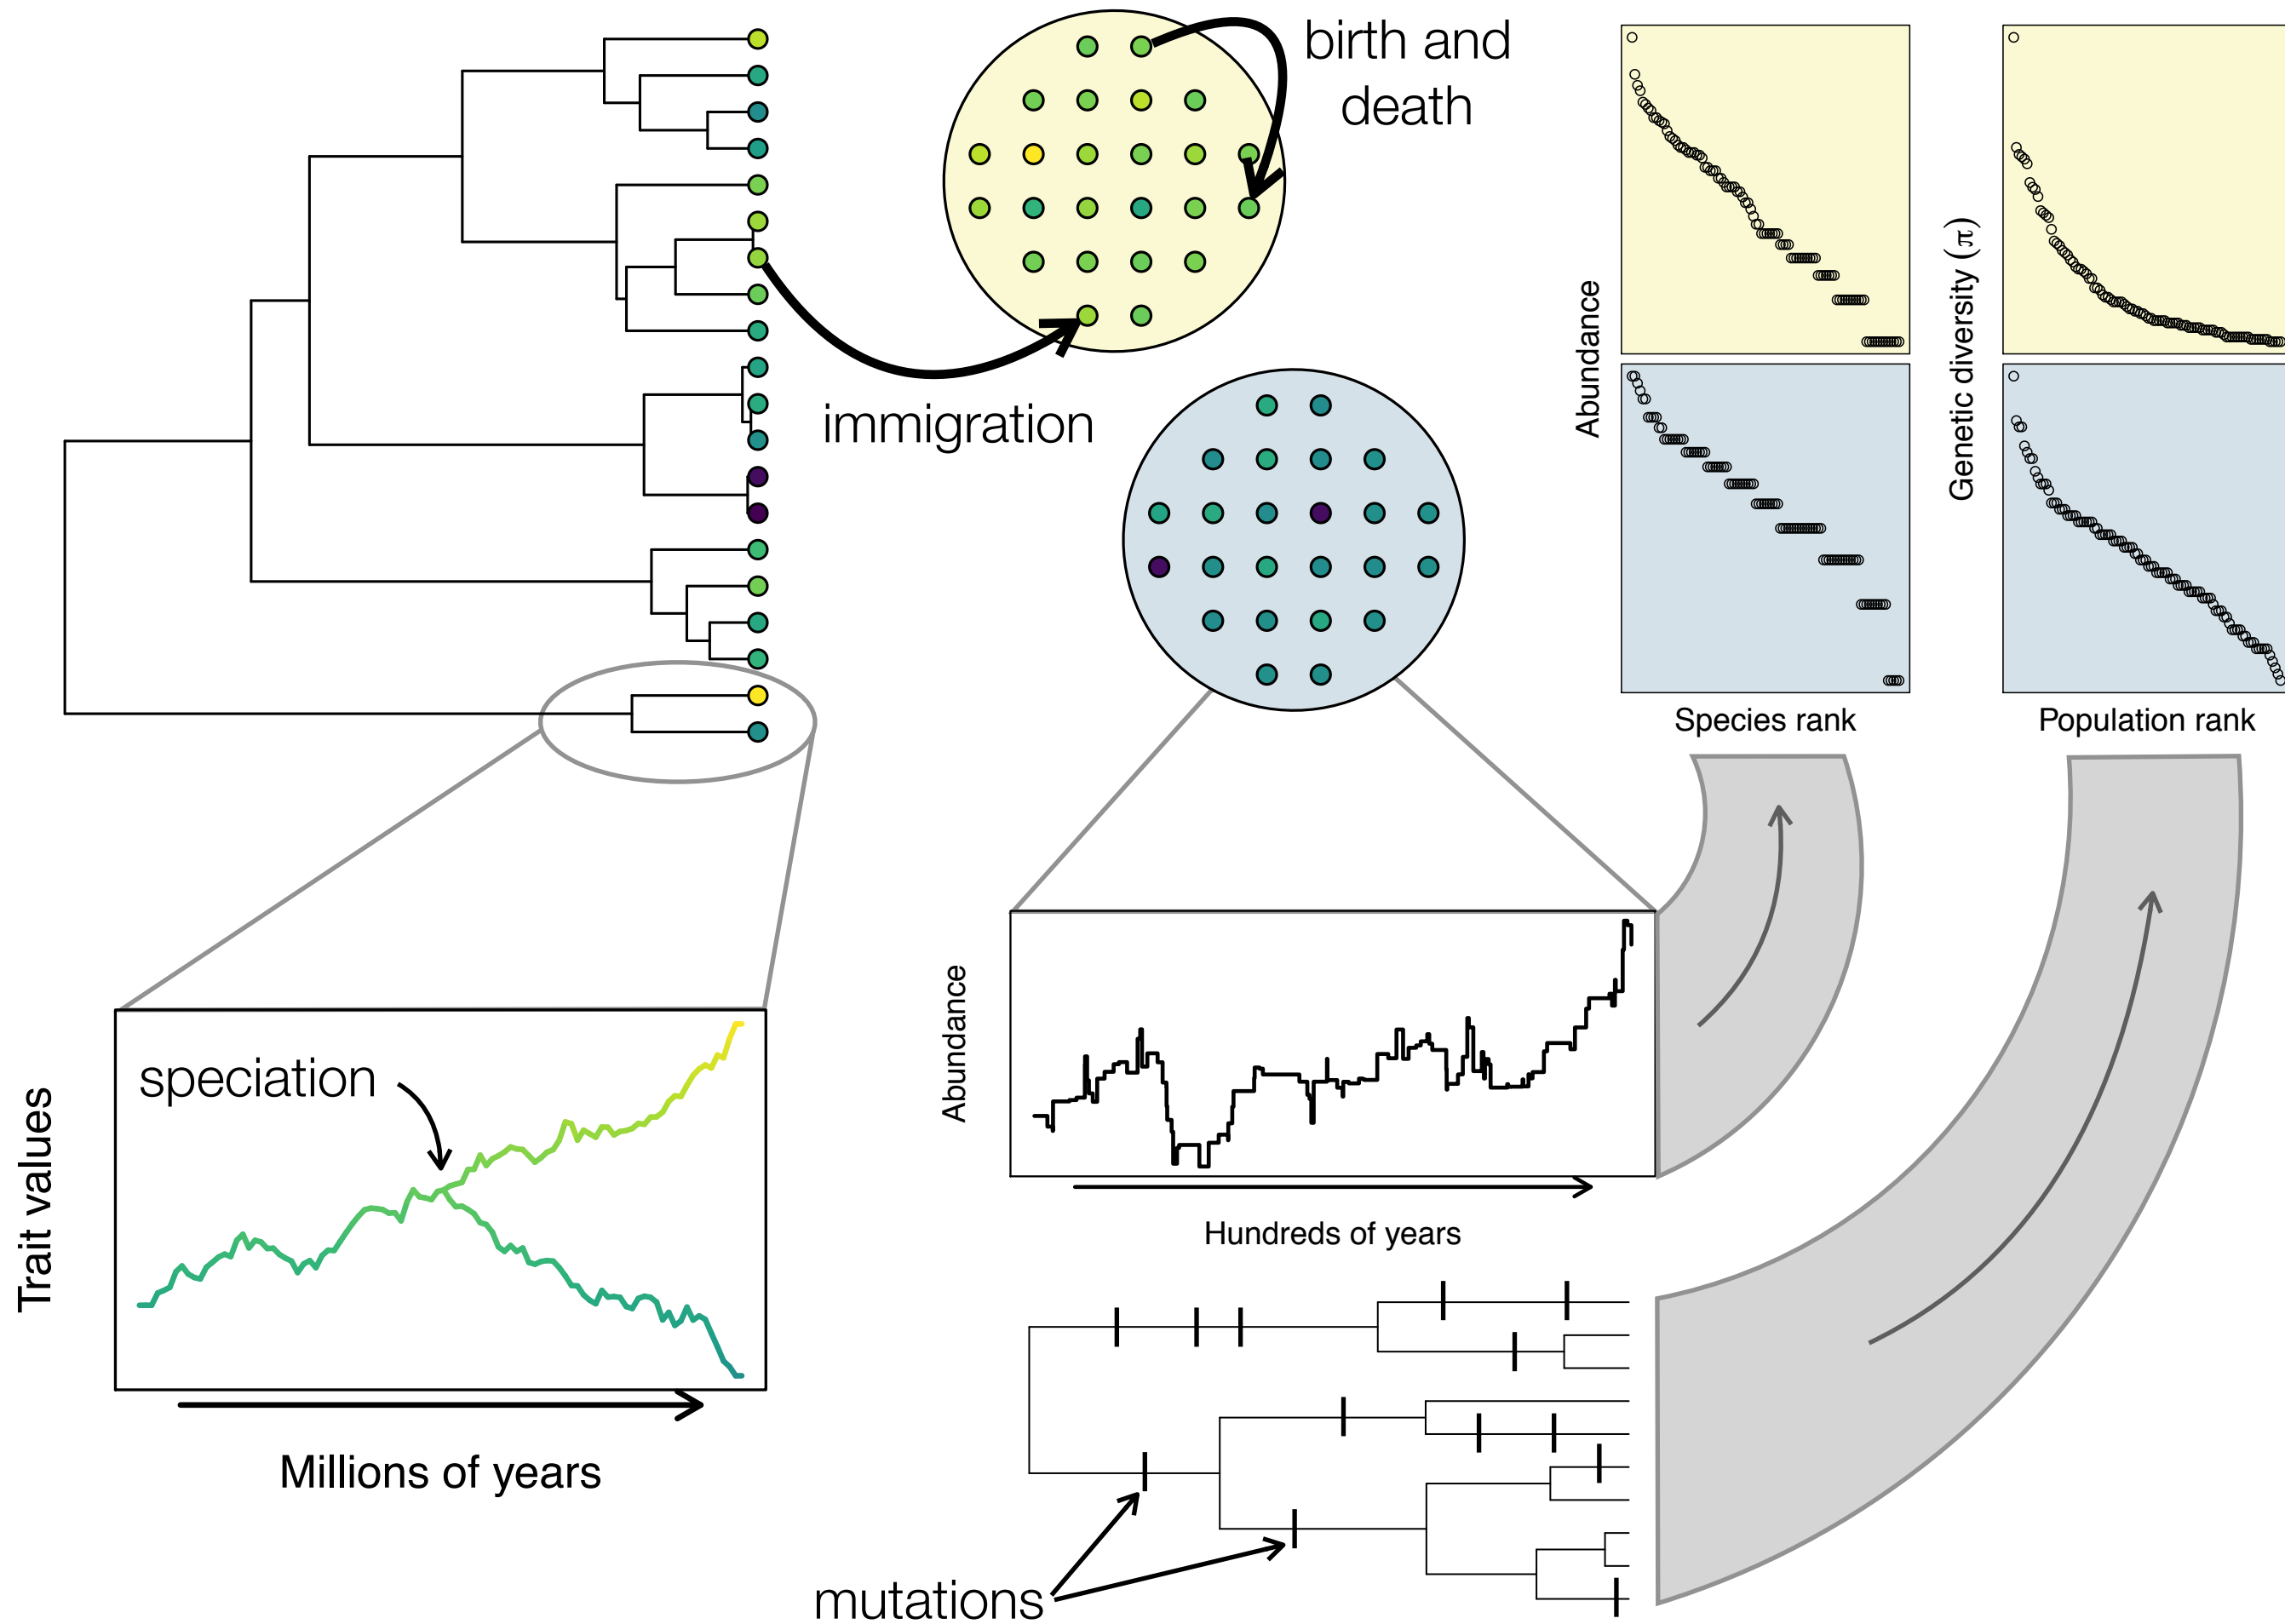 birth and
death
immigration
Abundance
Genetic diversity (π)
Species rank
Population rank
speciation
Trait values
Millions of years
Abundance
Hundreds of years
mutations